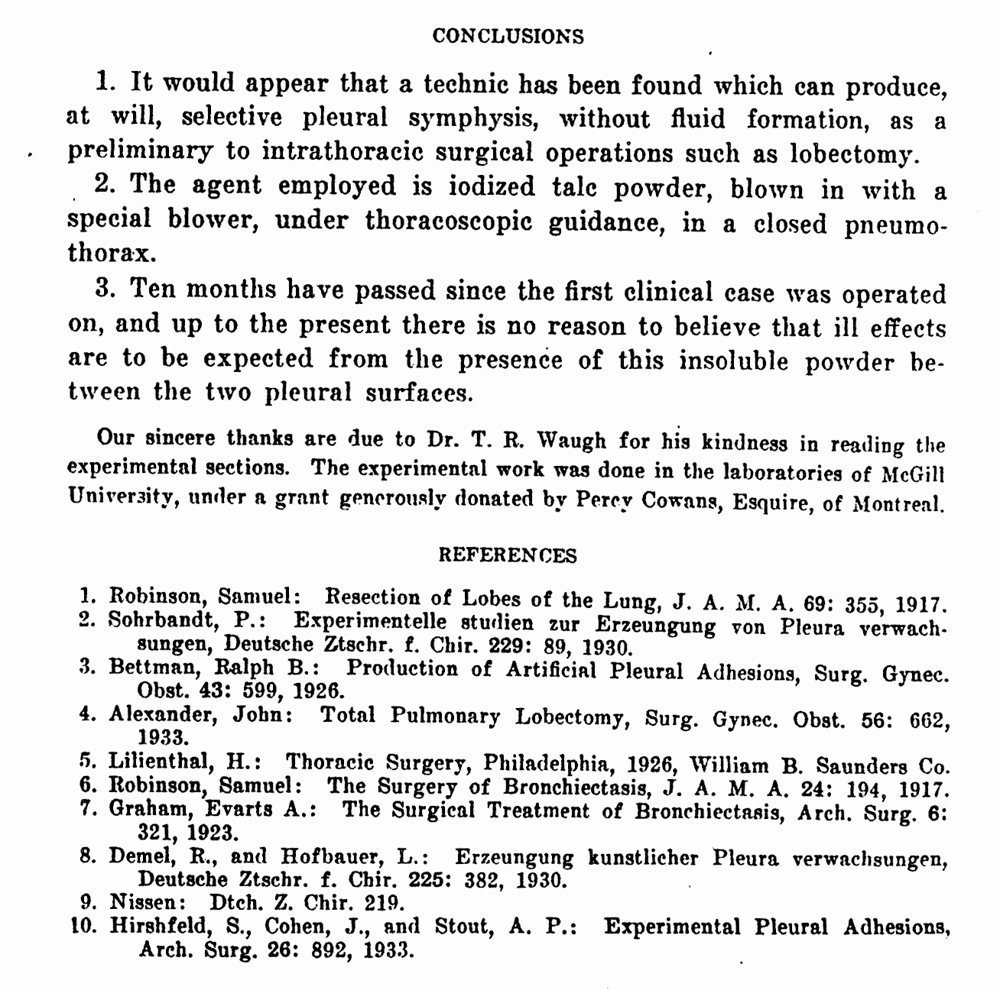 CONCLUSIONS
1. It would appear that a technic has been found which can produce,
at will, selective pleural symphysis, without fluid formation, as a
preliminary to intrathoracic surgical operations such as lobectomy.
2. The agent employed is iodized talc powder, blown in with a
special blower, under thoracoscopic guidance, in a closed pneumo-
thorax.
3. Ten months have passed since the first clinical case was operated
on, and up to the present there is no reason to believe that ill effects
are to be expected from the presence of this insoluble powder be-
tween the two pleural surfaces.
Our sincere thanks are due to Dr. T. R. Waugh for his kindness in reading the
experimental sections. The experimental work was done in the laboratories of McGill
University, under a grant generously donated by Percy Cowans, Esquire, of Montreal.
REFERENCES
1. Robinson, Samuel: Resection of Lobes of the Lung, J. A. M. A. 69: 355, 1917.
2. Sohrbandt, P.: Experimentelle studien zur Erzeungung von Pleura verwach-
sungen, Deutsche Ztschr. f. Chir. 229: 89, 1930.
3. Bettman, Ralph B.: Production of Artificial Pleural Adhesions, Surg. Gynec.
Obst. 43: 599, 1926.
4. Alexander, John: Total Pulmonary Lobectomy, Surg. Gynec. Obst. 56: 662,
1933.
5. Lilienthal, H.: Thoracic Surgery, Philadelphia, 1926, William B. Saunders Co.
6. Robinson, Samuel: The Surgery of Bronchiectasis, J. A. M. A. 24: 194, 1917.
7. Graham, Evarts A.: The Surgical Treatment of Bronchiectasis, Arch. Surg. 6:
321, 1923.
8. Demel, R., and Hofbauer, L.: Erzeungung kunstlicher Pleura verwachsungen,
Deutsche Ztschr. f. Chir. 225: 382, 1930.
9. Nissen: Dtch. Z. Chir. 219.
10. Hirshfeld, S., Cohen, J., and Stout, A. P.: Experimental Pleural Adhesions,
Arch. Surg. 26: 892, 1933.